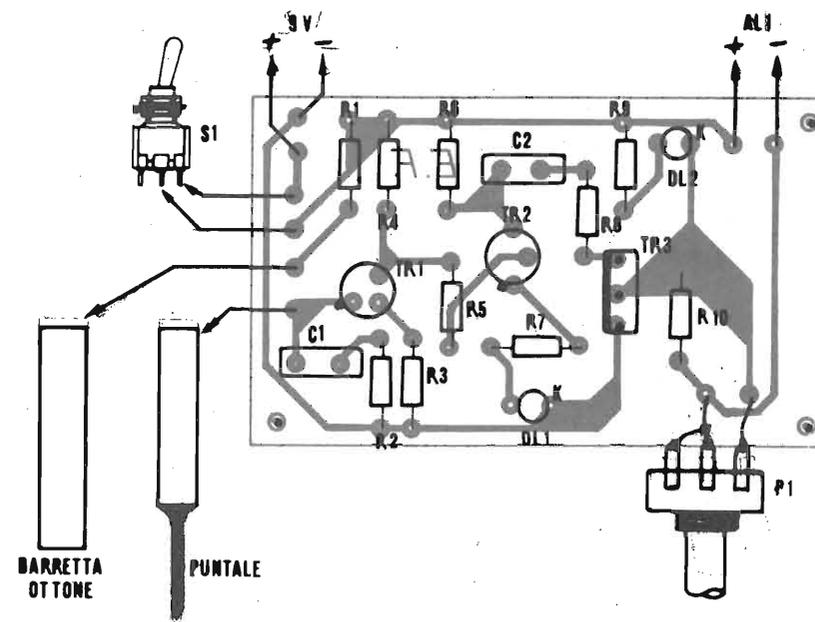 9V
ALI
+ -
+ -
S1
R1
R6
R9
K
C2
DL2
R4
TR2
R8
TR3
TR1
R5
R10
R7
C1
R3
K
R2
DL1
P1
BARRETTA
OTTONE
PUNTALE